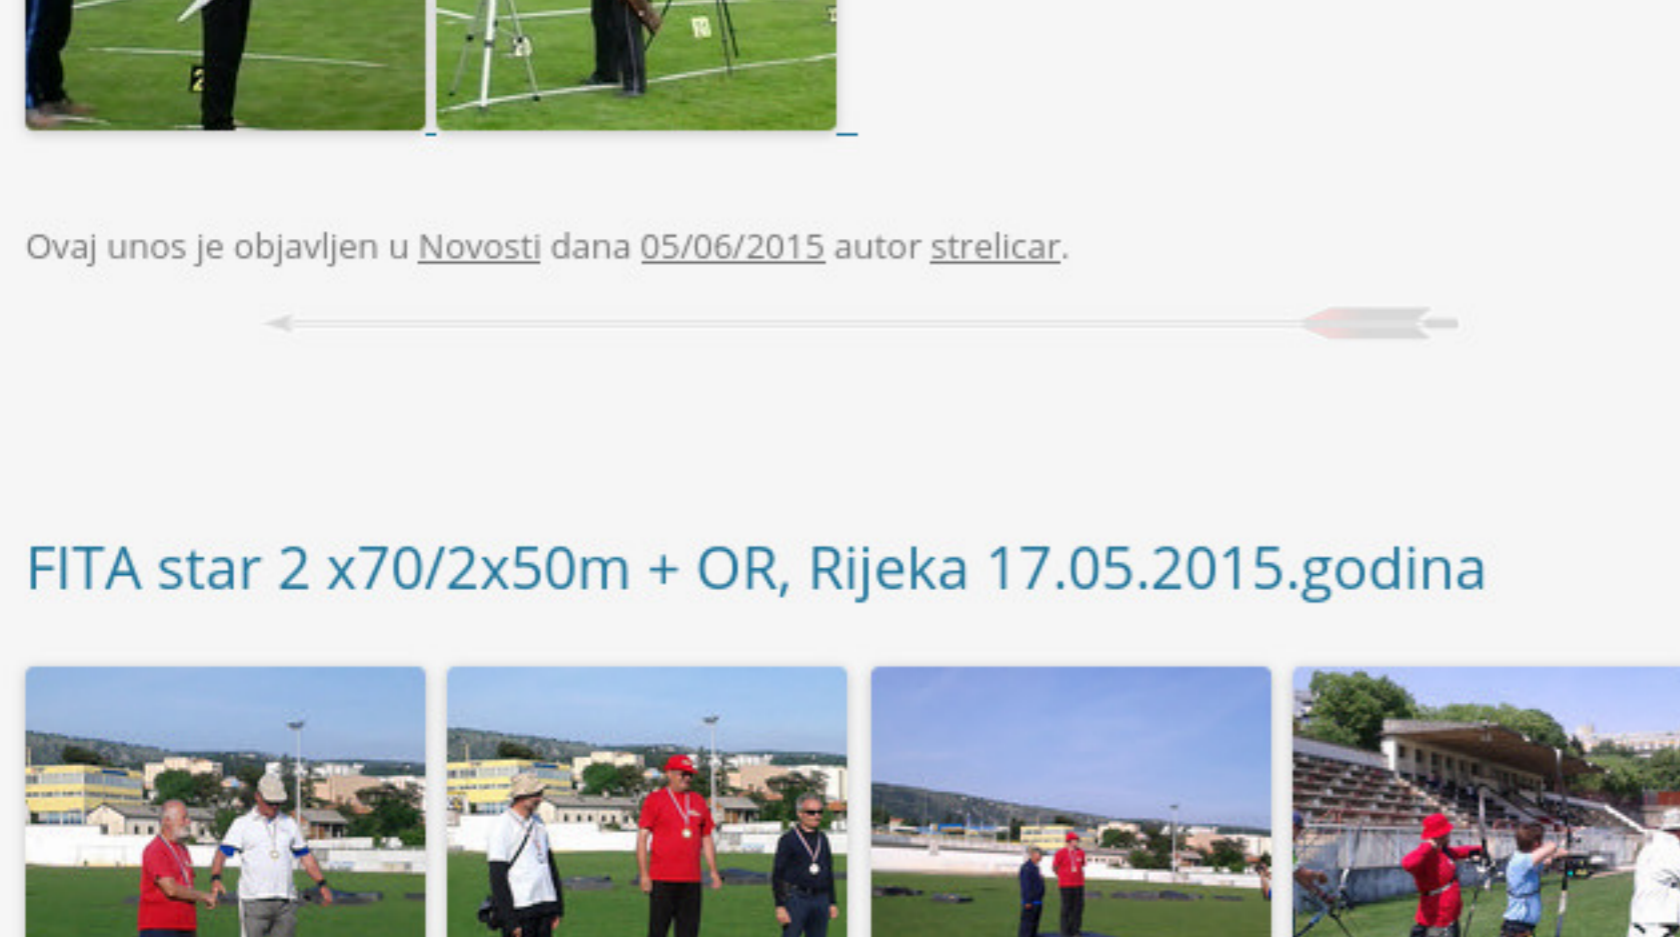 2
Ovaj unos je objavljen u Novosti dana 05/06/2015 autor strelicar.
FITA star 2 x70/2x50m + OR, Rijeka 17.05.2015.godina